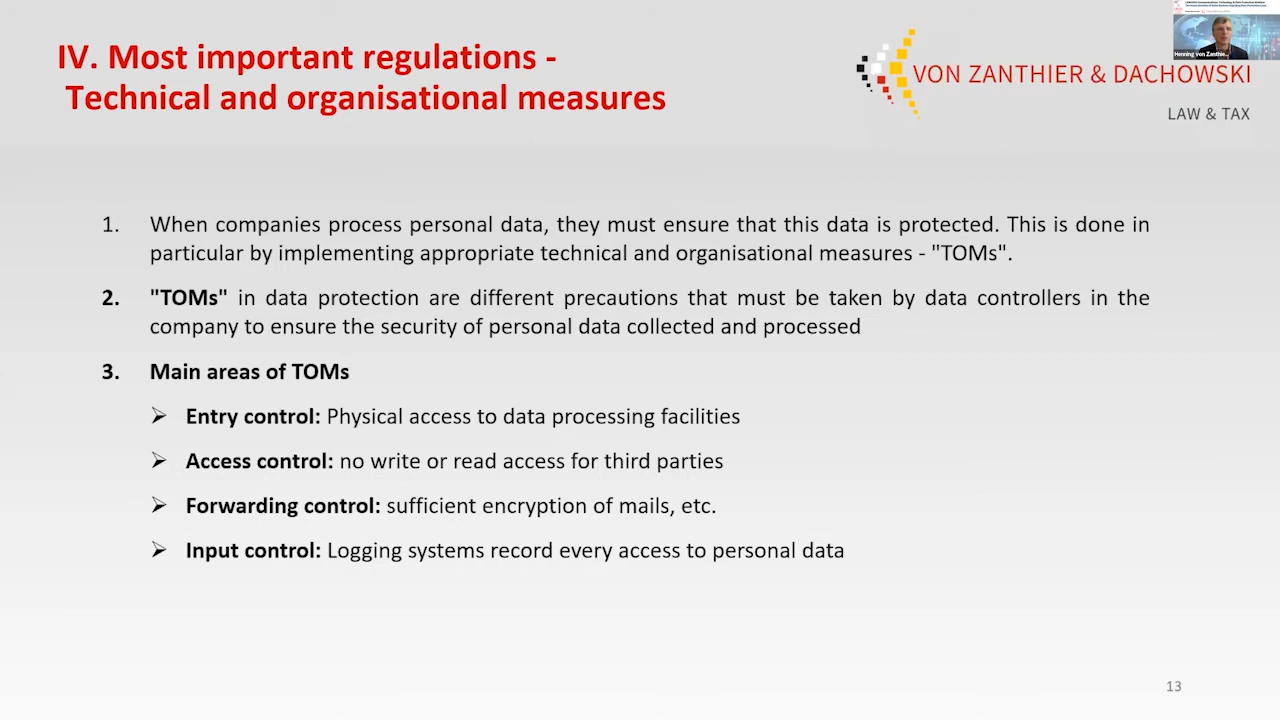 IV. Most important regulations -
Technical and organisational measures
VON ZANTHIER & DACHOWSKI
LAW & TAX
Henning von Zanthie...
1. When companies process personal data, they must ensure that this data is protected. This is done in
particular by implementing appropriate technical and organisational measures - "TOMs".
2. "TOMs" in data protection are different precautions that must be taken by data controllers in the
company to ensure the security of personal data collected and processed
3. Main areas of TOMs
➢ Entry control: Physical access to data processing facilities
➢ Access control: no write or read access for third parties
➢ Forwarding control: sufficient encryption of mails, etc.
➢ Input control: Logging systems record every access to personal data
13